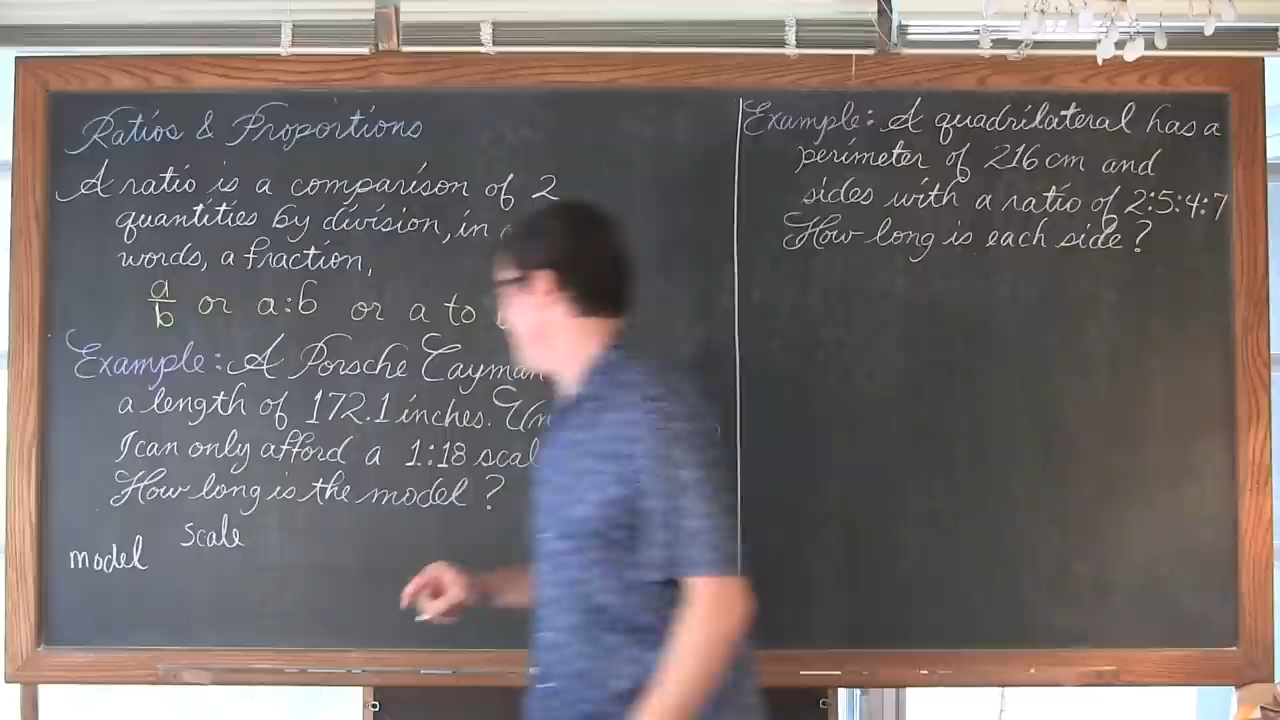 Ratios & Proportions
A ratio is a comparison of 2
quantities by division, in
words, a fraction,
a/b or a:b or a to
Example: A Porsche Cayman
a length of 172.1 inches.
I can only afford a 1:18
How long is the model?
scale
model
Example: A quadrilateral has a
perimeter of 216 cm and
sides with a ratio of 2:5:4:7
How long is each side?